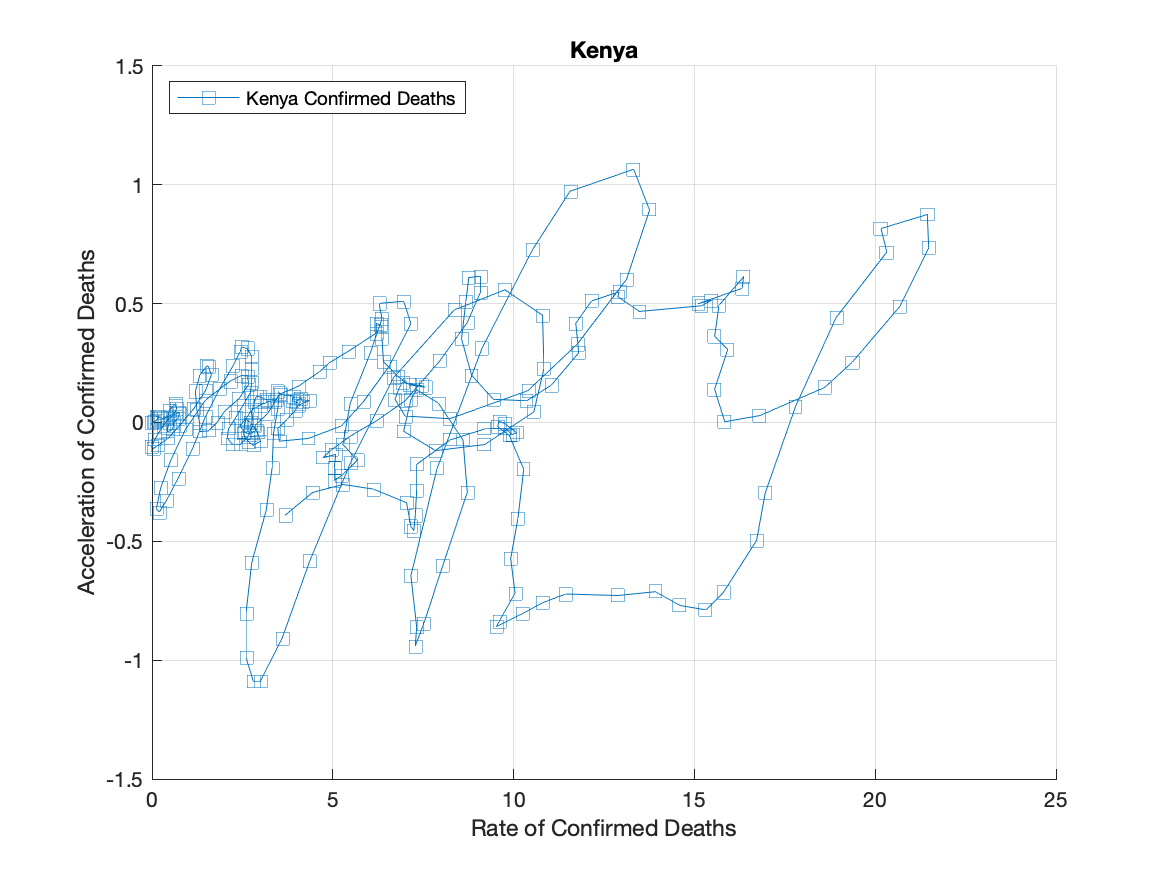 Kenya
Kenya Confirmed Deaths
1.5
1
0.5
0
-0.5
-1
-1.5
Acceleration of Confirmed Deaths
0 5 10 15 20 25
Rate of Confirmed Deaths